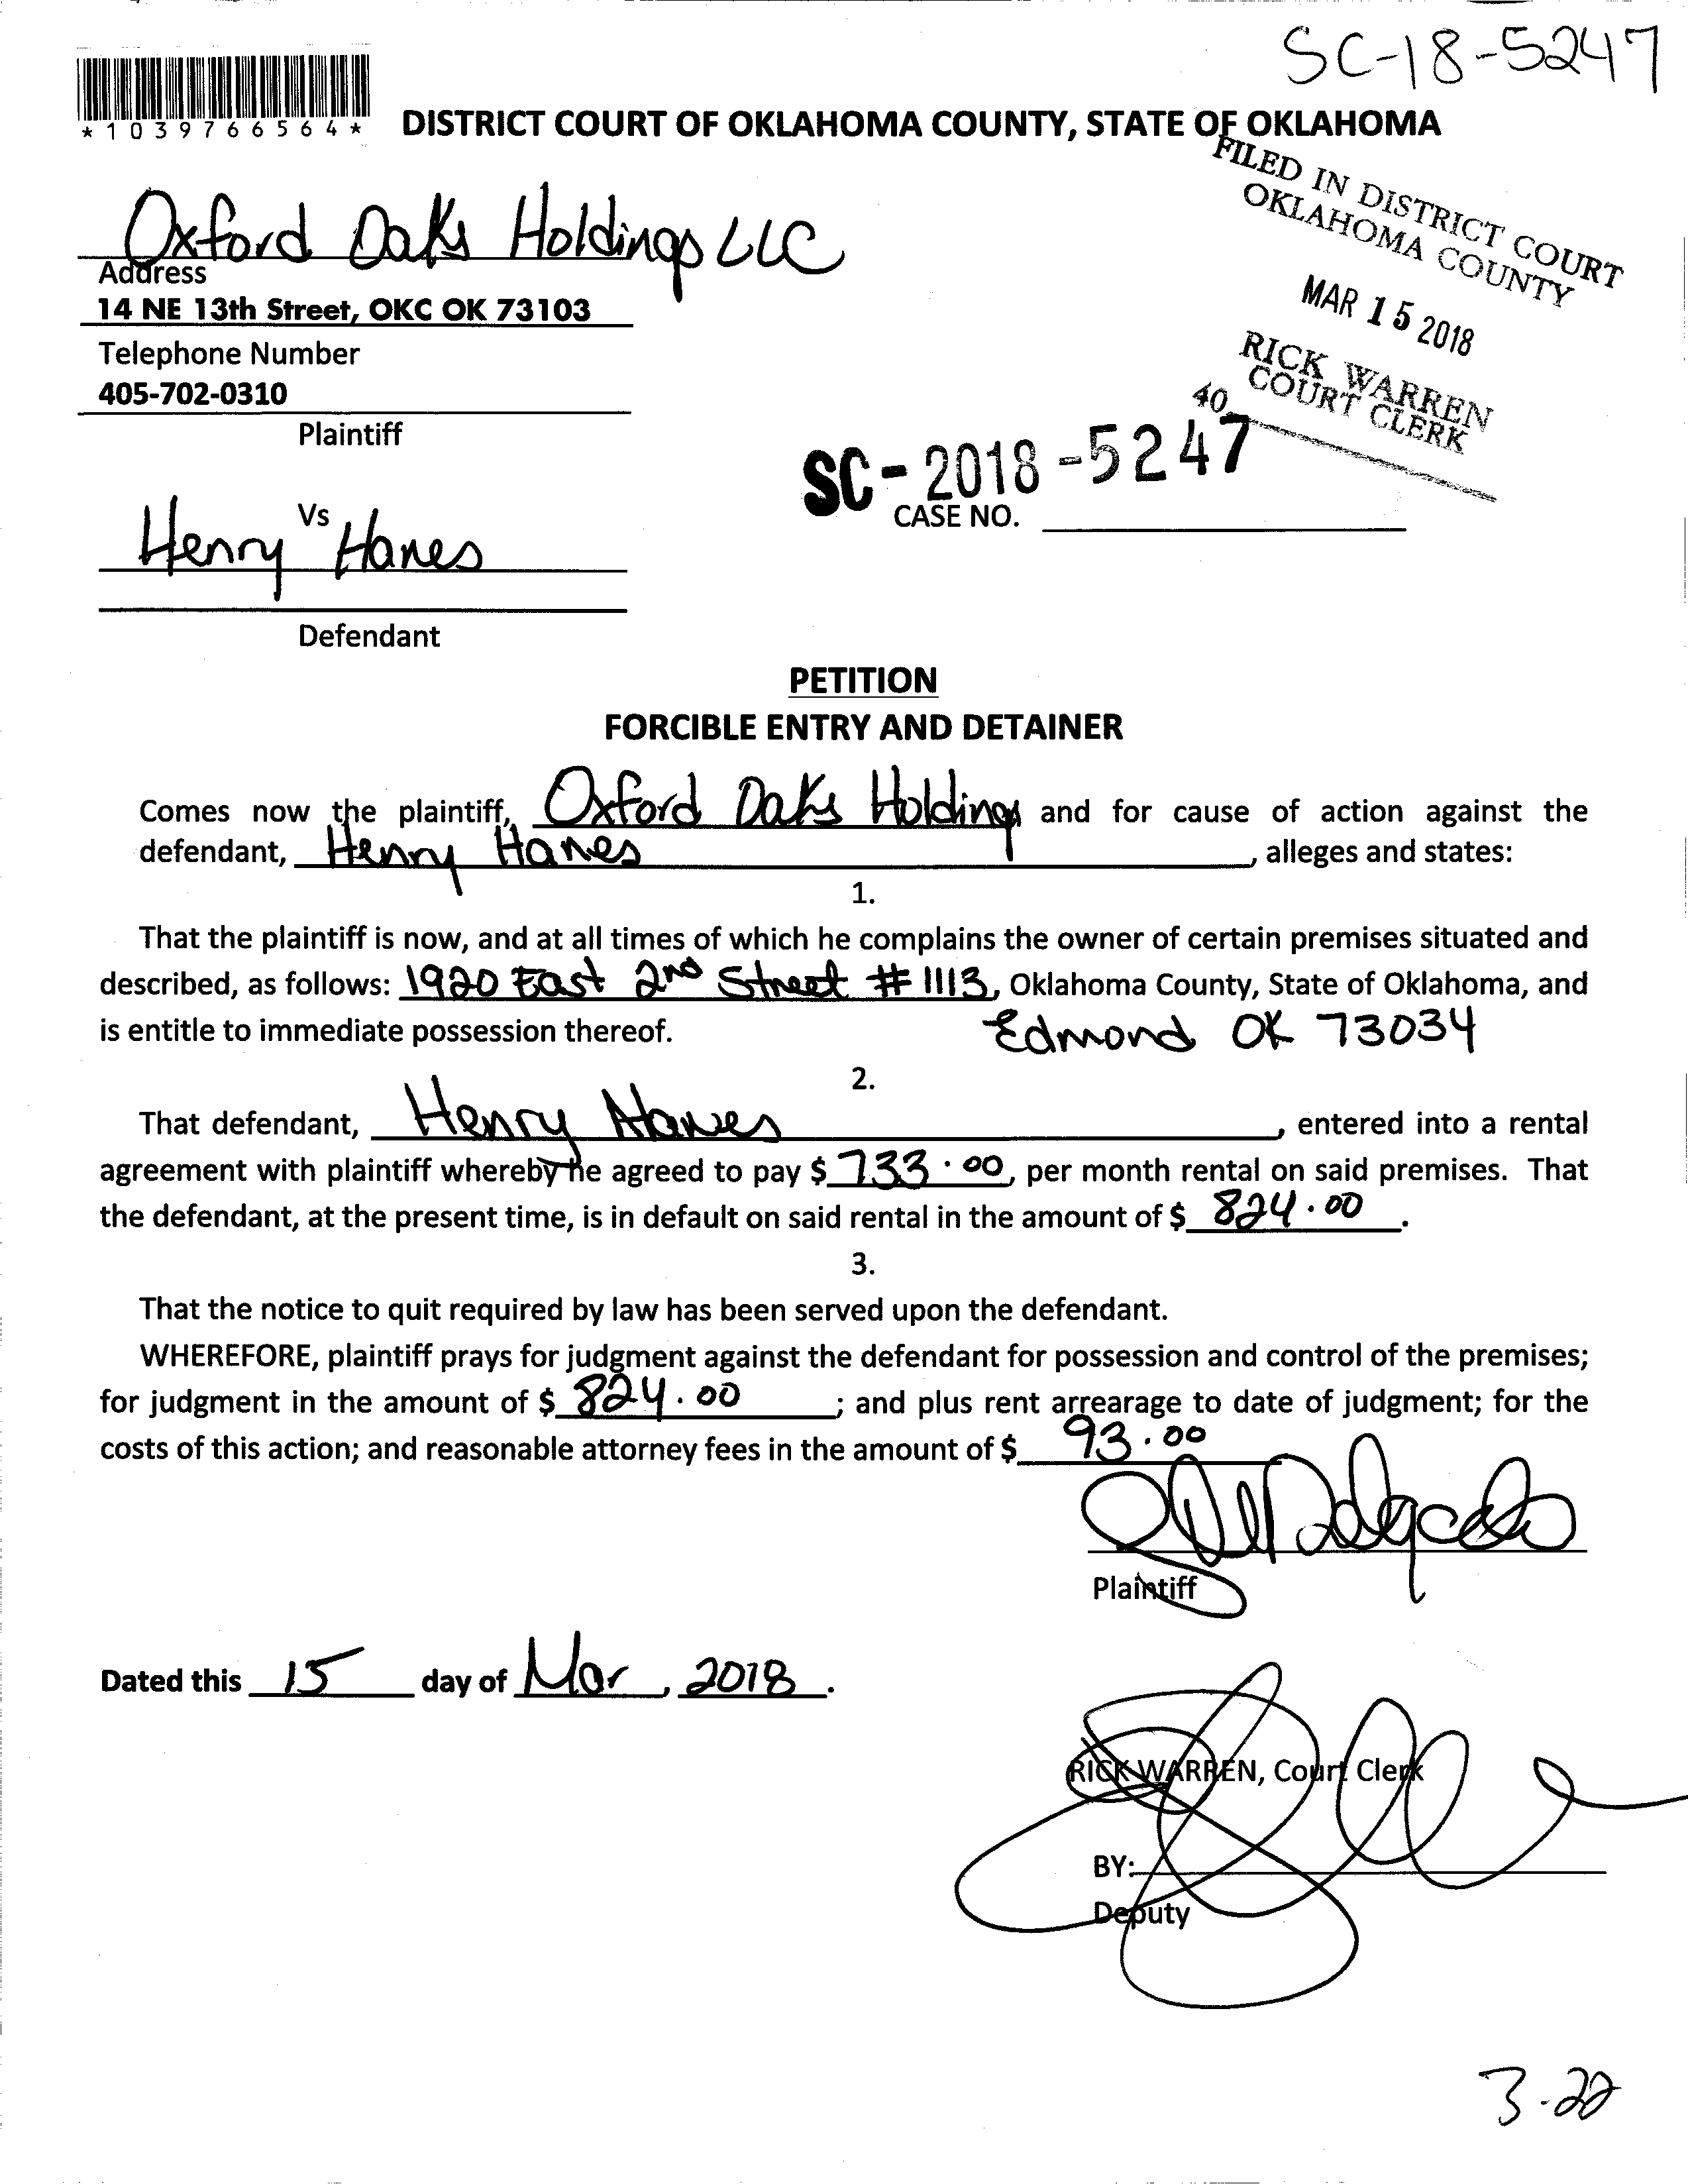 SC-18-5247
*1039766564*
DISTRICT COURT OF OKLAHOMA COUNTY, STATE OF OKLAHOMA
FILED IN DISTRICT COURT
OKLAHOMA COUNTY
MAR 15 2018
RICK WARREN
COURT CLERK
40
Oxford Oaks Holdings LLC
Address
14 NE 13th Street, OKC OK 73103
Telephone Number
405-702-0310
Plaintiff
SC-2018-5247
CASE NO.
Vs
Henry Hanes
Defendant
PETITION
FORCIBLE ENTRY AND DETAINER
Comes now the plaintiff, Oxford Oaks Holdings and for cause of action against the
defendant, Henry Hanes, alleges and states:
1.
That the plaintiff is now, and at all times of which he complains the owner of certain premises situated and
described, as follows: 1920 East 2nd Street #1113, Oklahoma County, State of Oklahoma, and
is entitle to immediate possession thereof. Edmond OK 73034
2.
That defendant, Henry Hanes, entered into a rental
agreement with plaintiff whereby he agreed to pay $ 733.00, per month rental on said premises. That
the defendant, at the present time, is in default on said rental in the amount of $ 824.00.
3.
That the notice to quit required by law has been served upon the defendant.
WHEREFORE, plaintiff prays for judgment against the defendant for possession and control of the premises;
for judgment in the amount of $ 824.00; and plus rent arrearage to date of judgment; for the
costs of this action; and reasonable attorney fees in the amount of $ 93.00
Delgado
Plaintiff
Dated this 15 day of Mar, 2018.
RICK WARREN, Court Clerk
BY:
Deputy
3-28